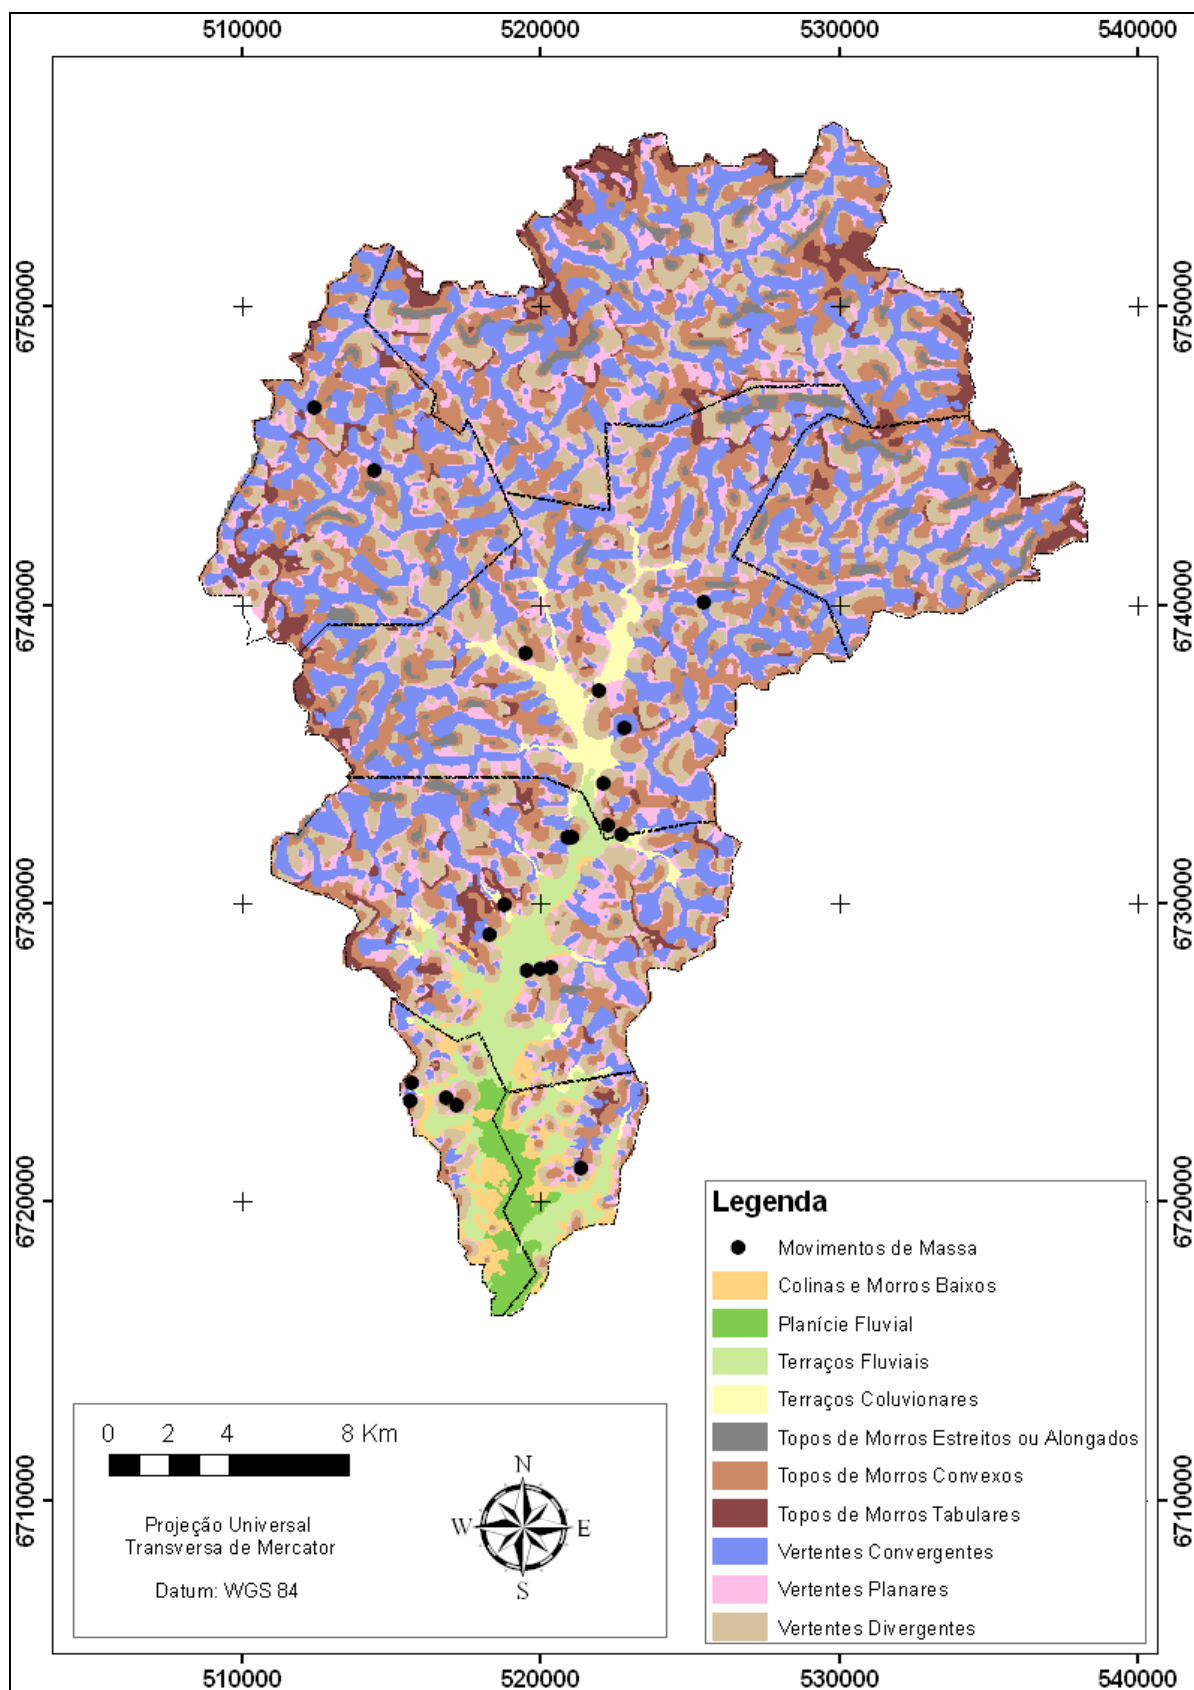 510000 520000 530000 540000
6750000 6750000
6740000 6740000
6730000 6730000
6720000 6720000
6710000 6710000
Legenda
Movimentos de Massa
Colinas e Morros Baixos
Planície Fluvial
Terraços Fluviais
Terraços Coluvionares
Topos de Morros Estreitos ou Alongados
Topos de Morros Convexos
Topos de Morros Tabulares
Vertentes Convergentes
Vertentes Planares
Vertentes Divergentes
0 2 4 8 Km
Projeção Universal
Transversa de Mercator
Datum: WGS 84
N
W E
S
510000 520000 530000 540000